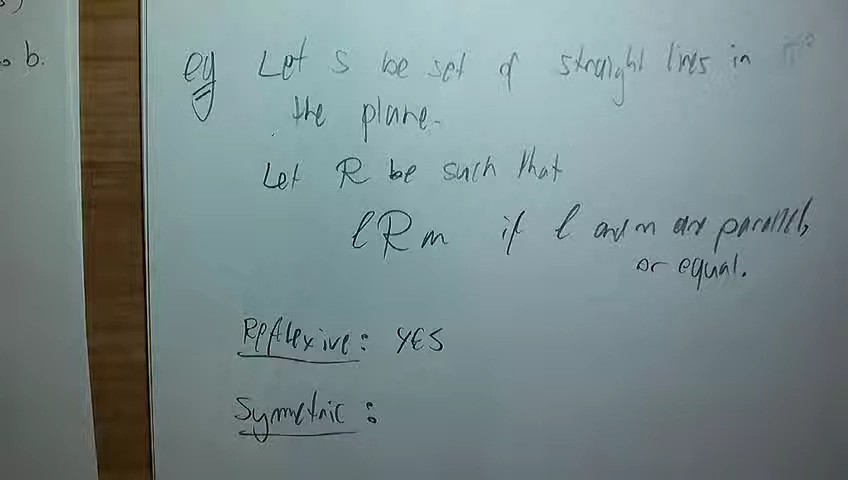 b.
eg Let S be set of straight lines in
the plane.
Let R be such that
lRm if l and m are parallel,
or equal.
Reflexive: YES
Symmetric: